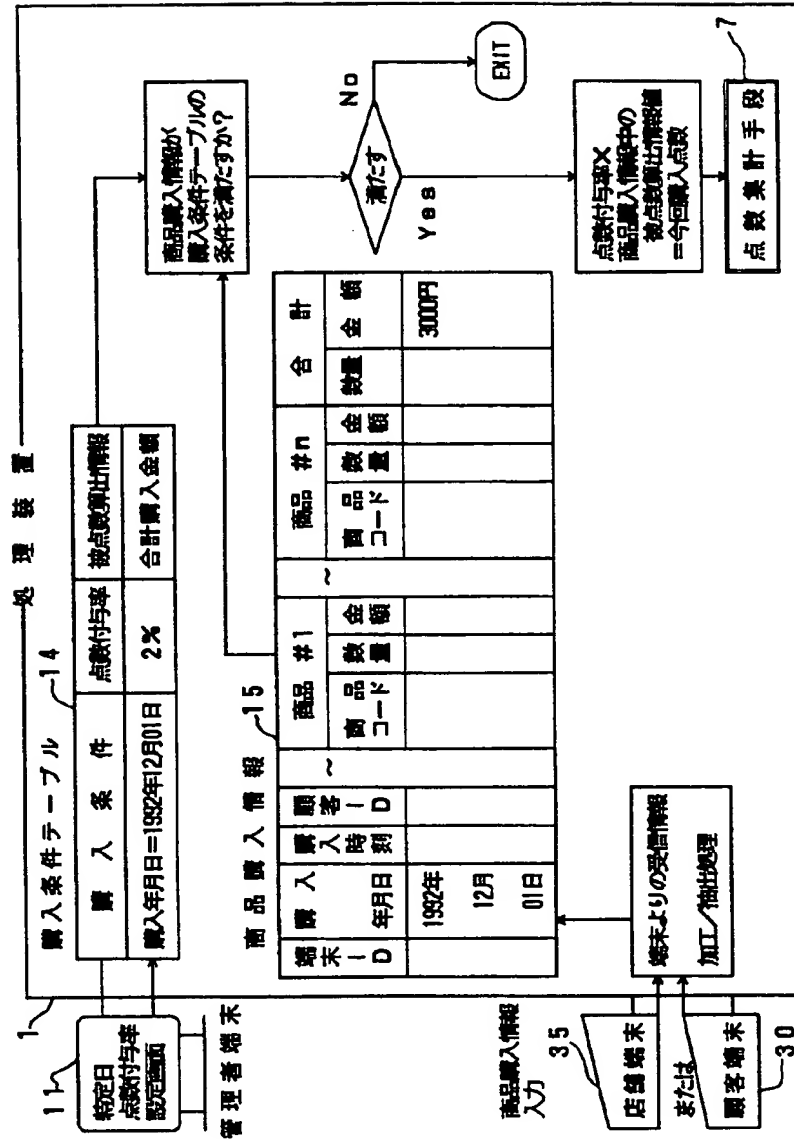 処理装置
1
11
特定日
点数付与率
設定画面
管理者端末
購入条件テーブル
14
購入条件 点数付与率 被点数算出情報
購入年月日=1992年12月01日 2% 合計購入金額
商品購入情報
15
端末ID 購入年月日 購入時刻 顧客ID ~ 商品 #1 ~ 商品 #n 合計
商品コード 数量 金額 商品コード 数量 金額 数量 金額
1992年
12月
01日
3000円
商品購入情報が
購入条件テーブルの
条件を満たすか?
満たす
No
EXIT
Yes
点数付与率×
商品購入情報中の
被点数算出情報値
=今回購入点数
点数集計手段
7
商品購入情報
入力
35
店舗端末
または
顧客端末
30
端末よりの受信情報
加工/抽出処理